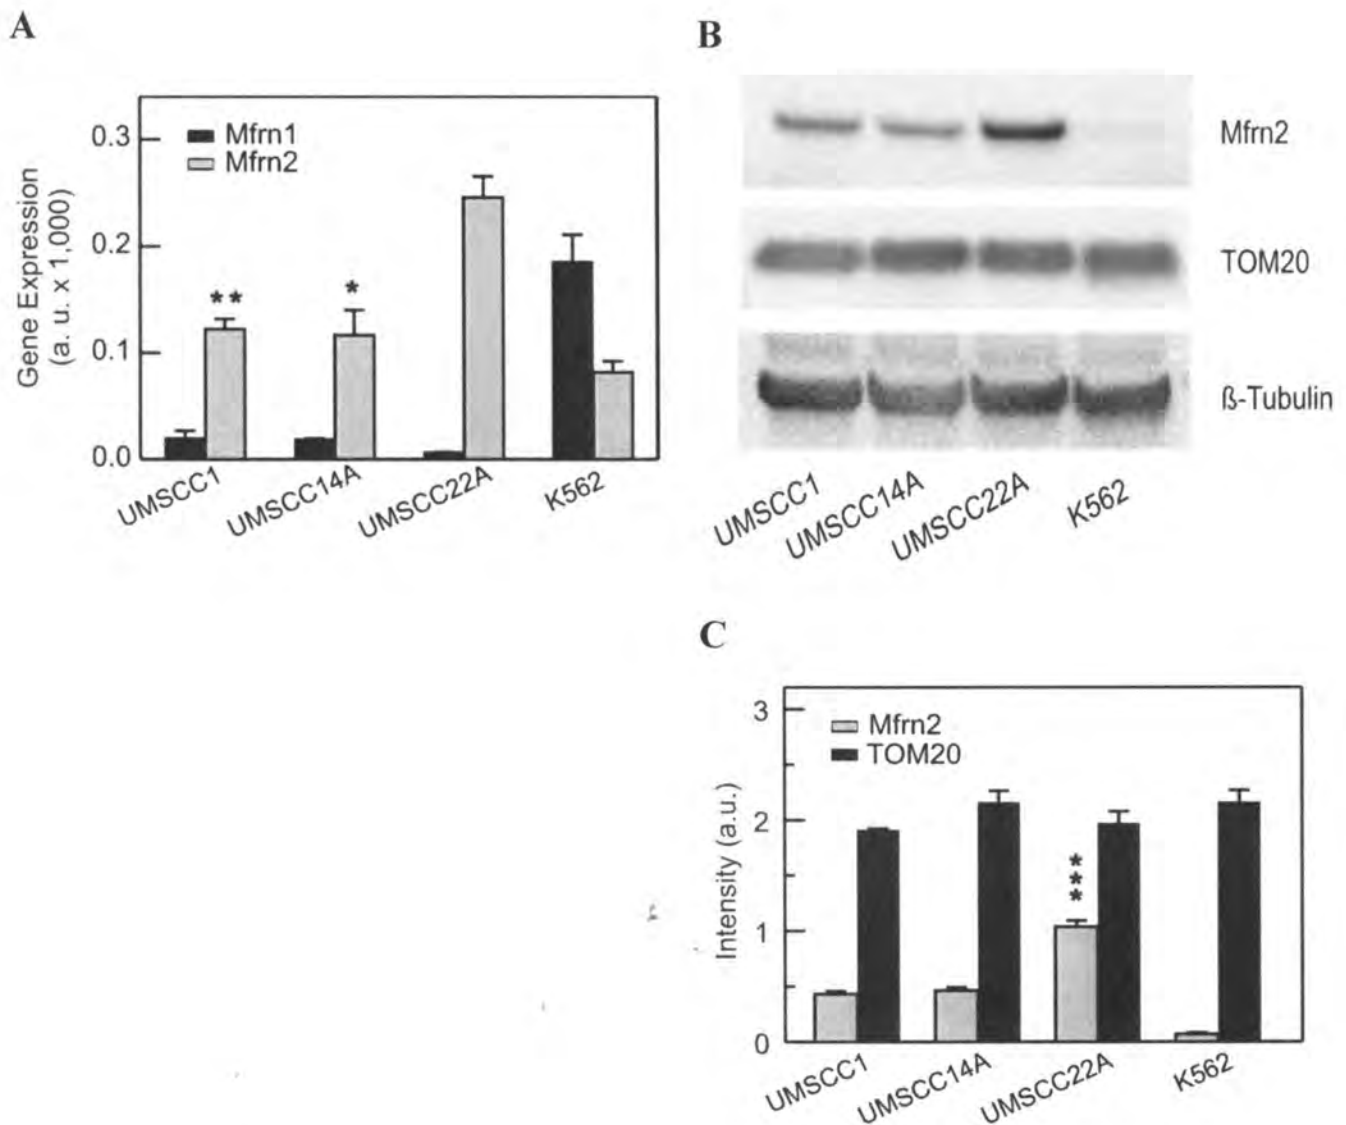 A
0.3
0.2
0.1
0.0
Gene Expression
(a. u. x 1,000)
Mfrn1
Mfrn2
**
*
UMSCC1
UMSCC14A
UMSCC22A
K562
B
Mfrn2
TOM20
ß-Tubulin
UMSCC1
UMSCC14A
UMSCC22A
K562
C
3
2
1
0
Intensity (a.u.)
Mfrn2
TOM20
***
UMSCC1
UMSCC14A
UMSCC22A
K562